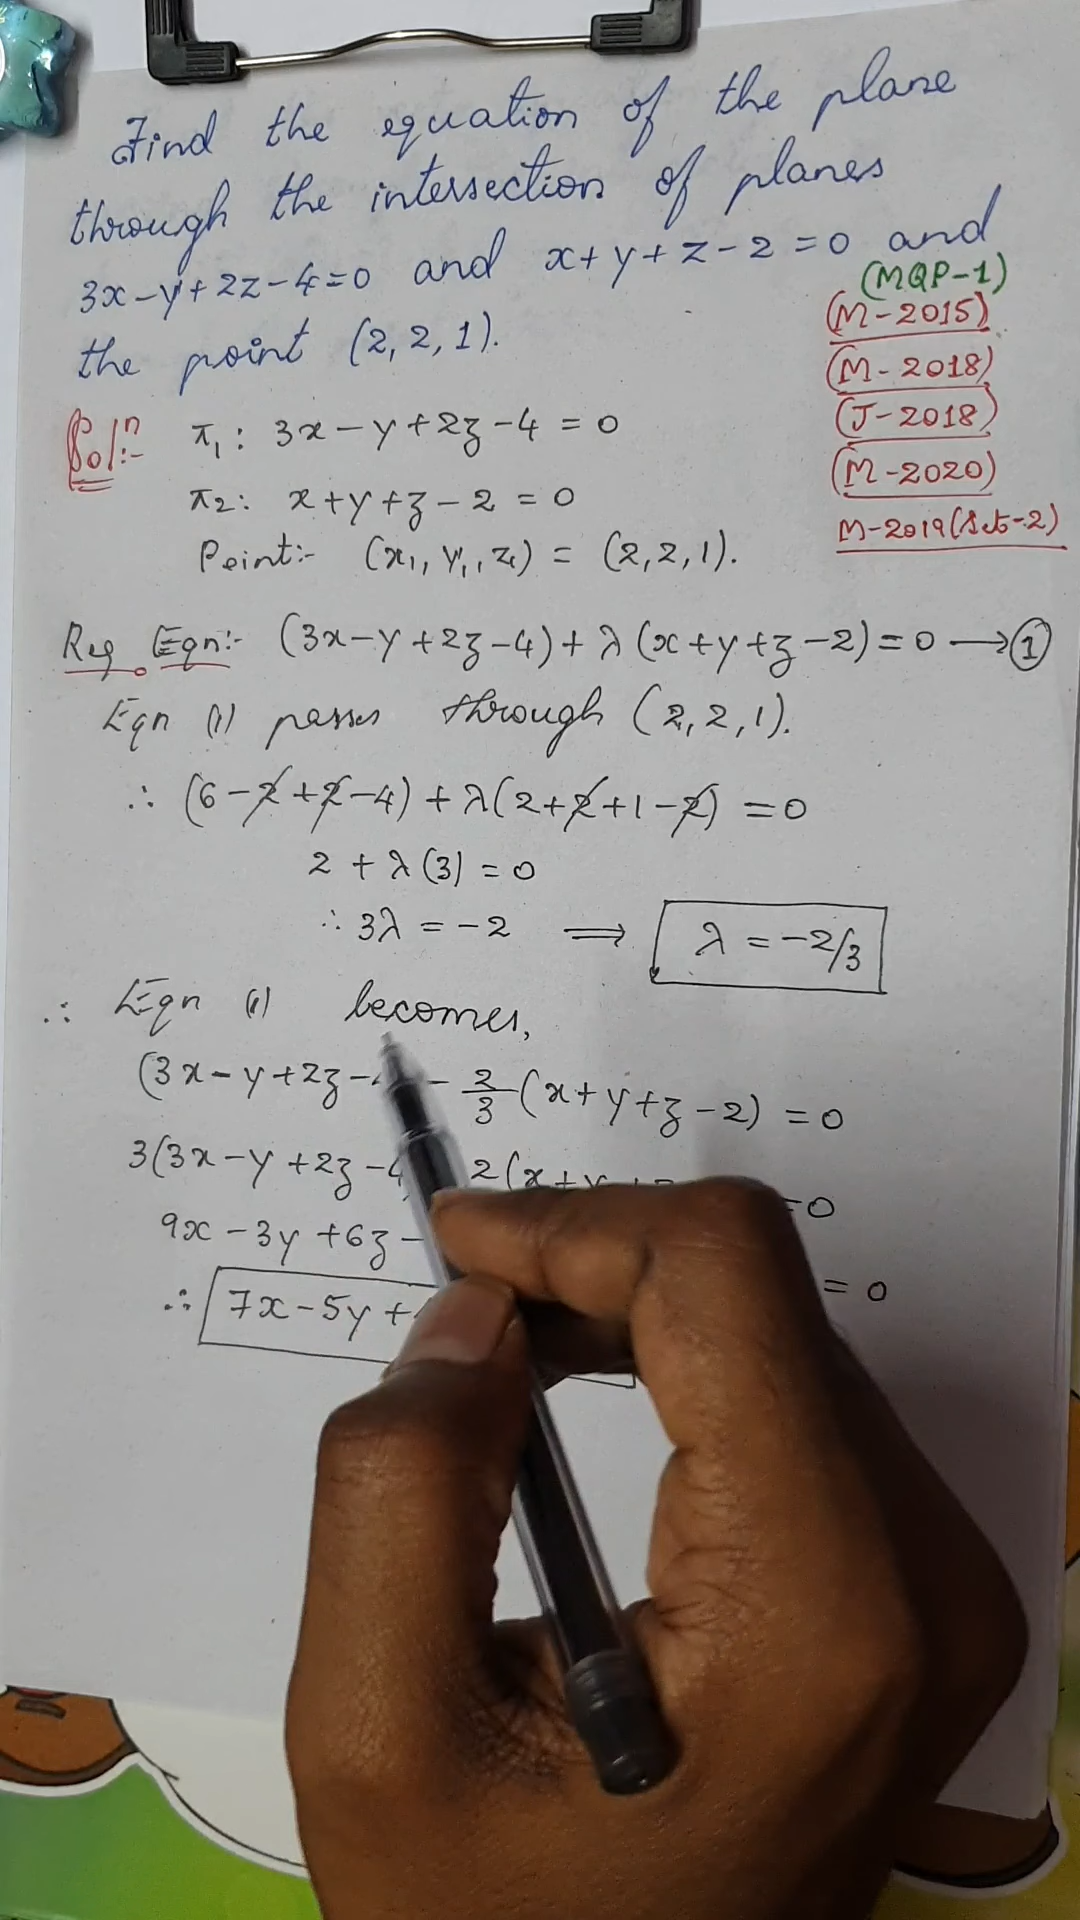 Find the equation of the plane
through the intersection of planes
3x-y+2z-4=0 and x+y+z-2=0 and
the point (2,2,1).
(MQP-1)
(M-2015)
(M-2018)
(J-2018)
(M-2020)
M-2019(Set-2)
Solⁿ:- π₁: 3x-y+2z-4=0
π₂: x+y+z-2=0
Point:- (x₁, y₁, z₁) = (2,2,1).
Req Eqn:- (3x-y+2z-4)+λ(x+y+z-2)=0 →①
Eqn (1) passes through (2,2,1).
∴ (6-2+2-4)+λ(2+2+1-2) =0
2+λ(3)=0
∴ 3λ=-2 ⟹ λ=-2/3
∴ Eqn (1) becomes,
(3x-y+2z- - 2/3 (x+y+z-2) =0
3(3x-y+2z-4 2(x+y+ =0
9x-3y+6z- =0
∴ 7x-5y+